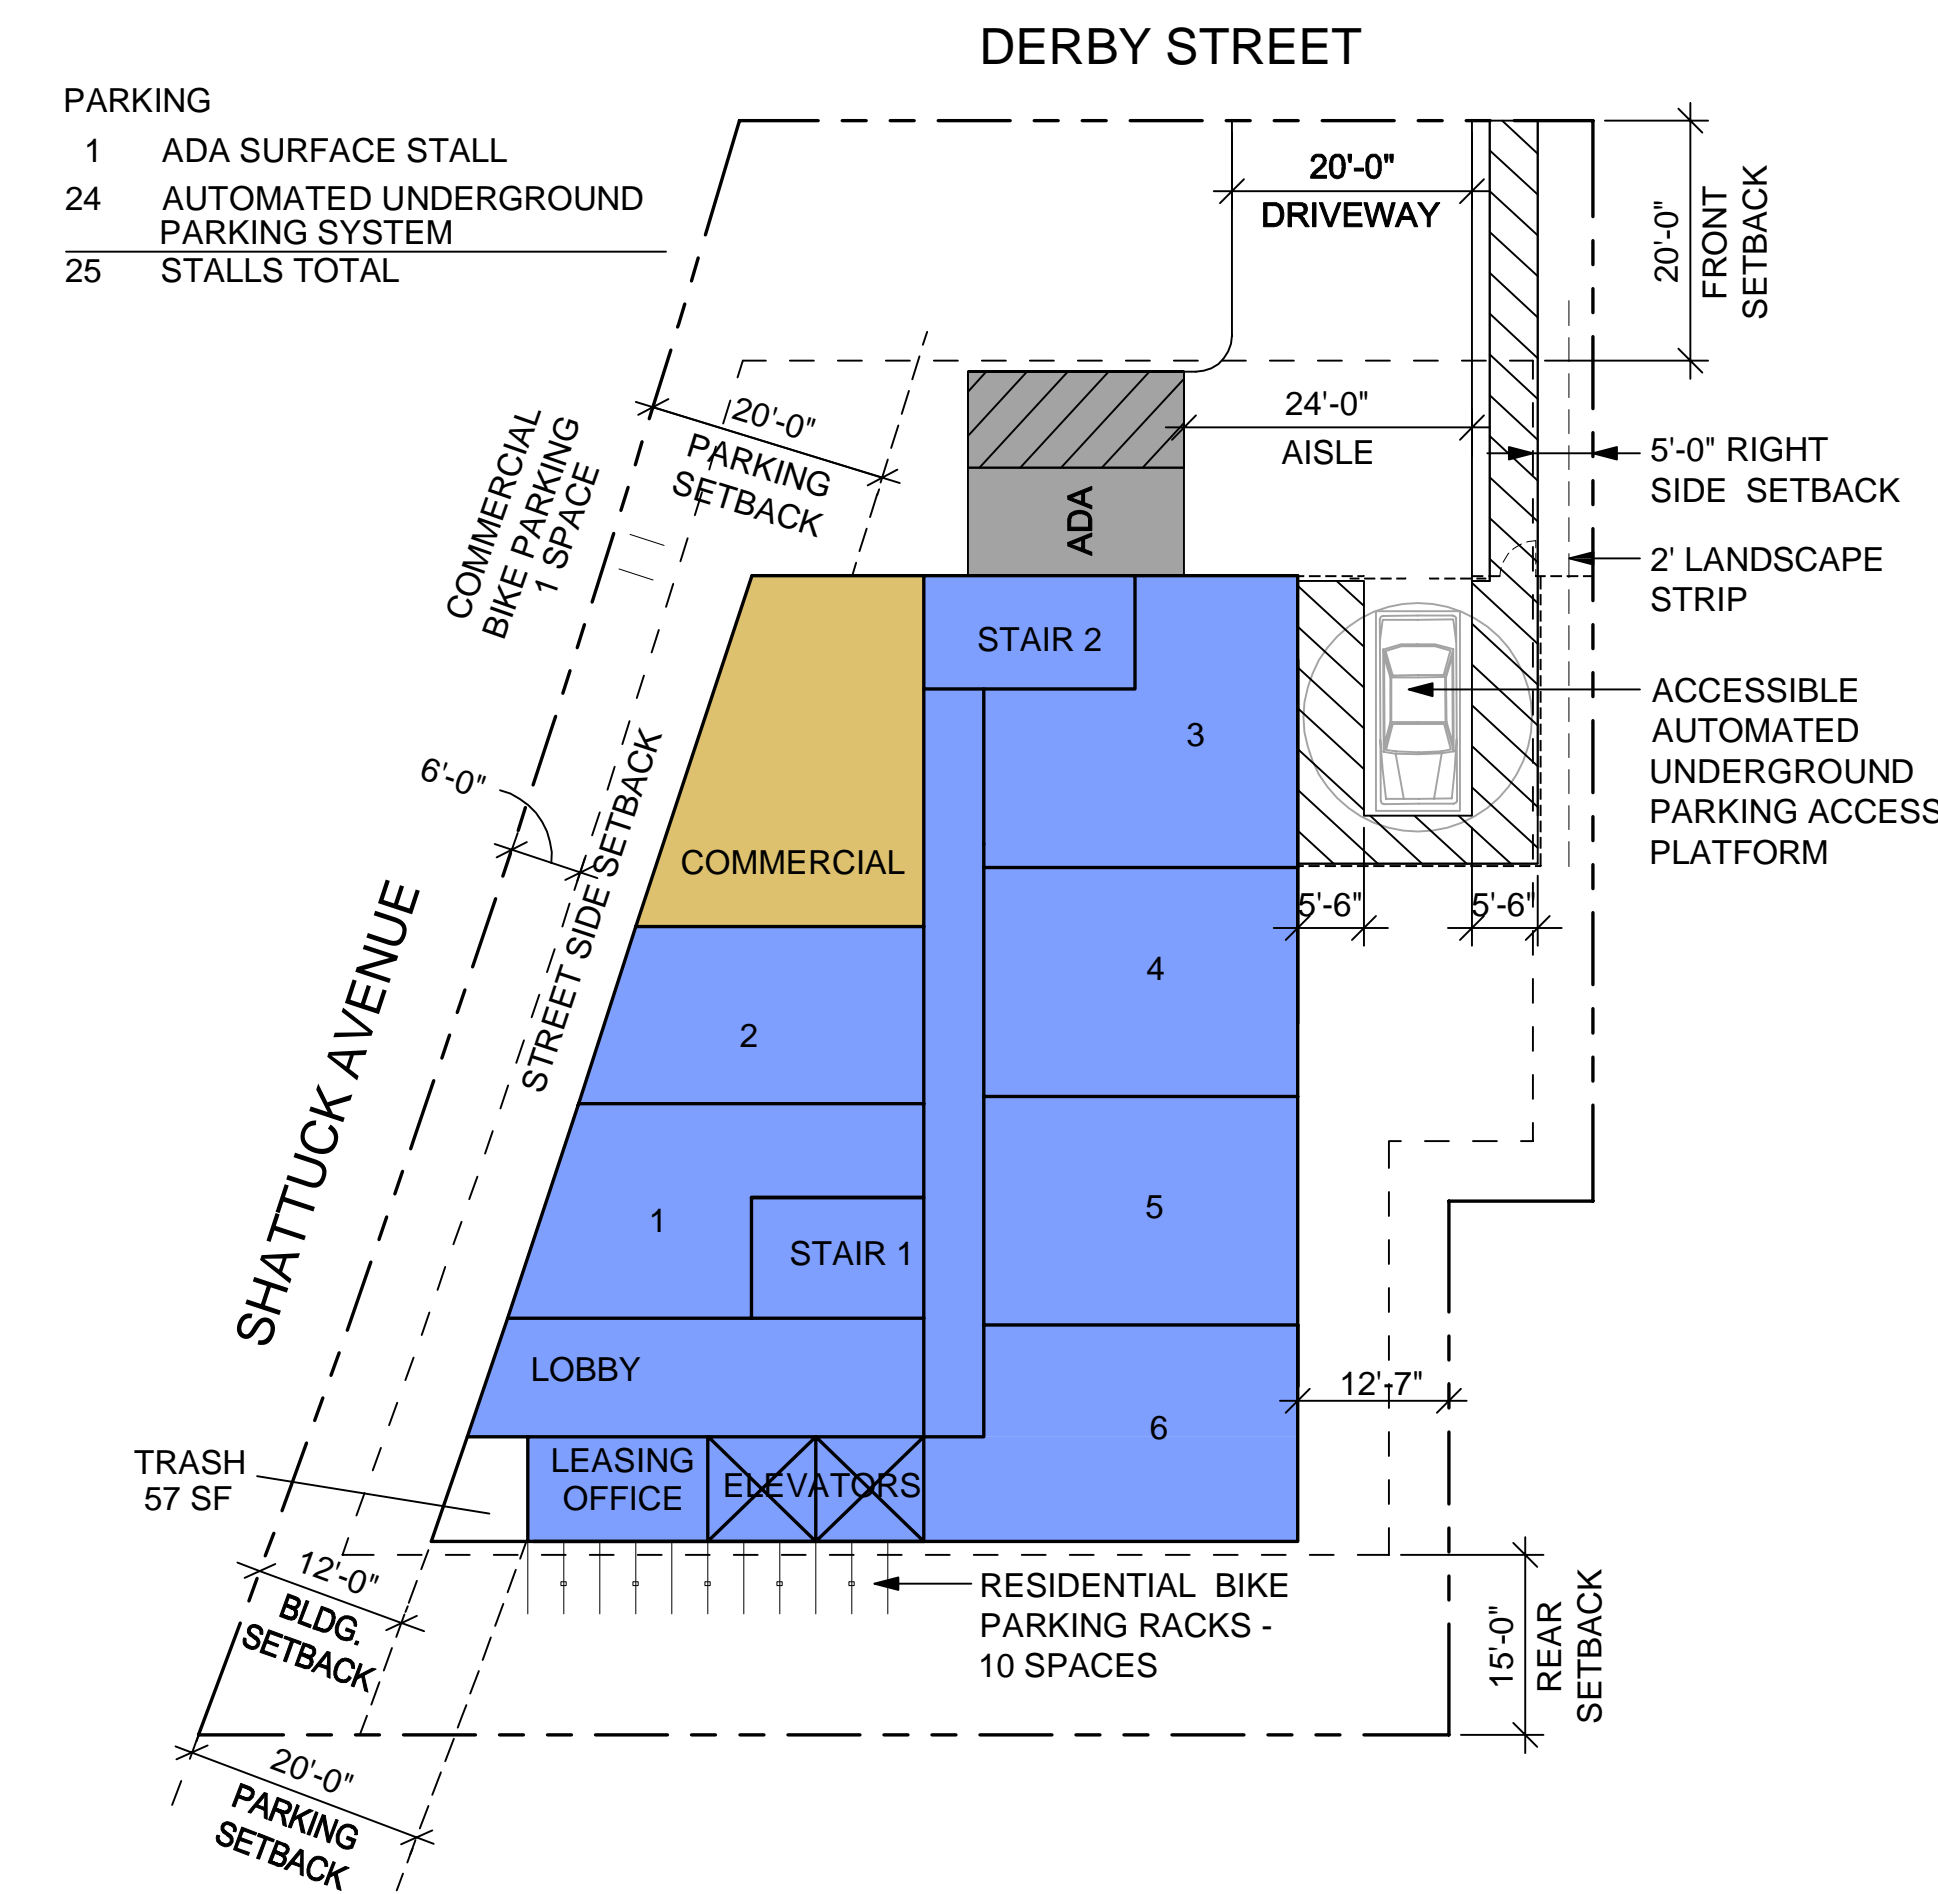 DERBY STREET
PARKING
1 ADA SURFACE STALL
24 AUTOMATED UNDERGROUND
PARKING SYSTEM
25 STALLS TOTAL
20'-0"
DRIVEWAY
20'-0"
FRONT
SETBACK
20'-0"
PARKING
SETBACK
24'-0"
AISLE
COMMERCIAL
BIKE PARKING
1 SPACE
5'-0" RIGHT
SIDE SETBACK
ADA
2' LANDSCAPE
STRIP
STAIR 2
3
ACCESSIBLE
AUTOMATED
UNDERGROUND
PARKING ACCESS
PLATFORM
6'-0"
STREET SIDE SETBACK
COMMERCIAL
5'-6"
5'-6"
SHATTUCK AVENUE
2
4
1
STAIR 1
5
LOBBY
12'-7"
6
TRASH
57 SF
LEASING
OFFICE
ELEVATORS
12'-0"
BLDG.
SETBACK
RESIDENTIAL BIKE
PARKING RACKS -
10 SPACES
15'-0"
REAR
SETBACK
20'-0"
PARKING
SETBACK